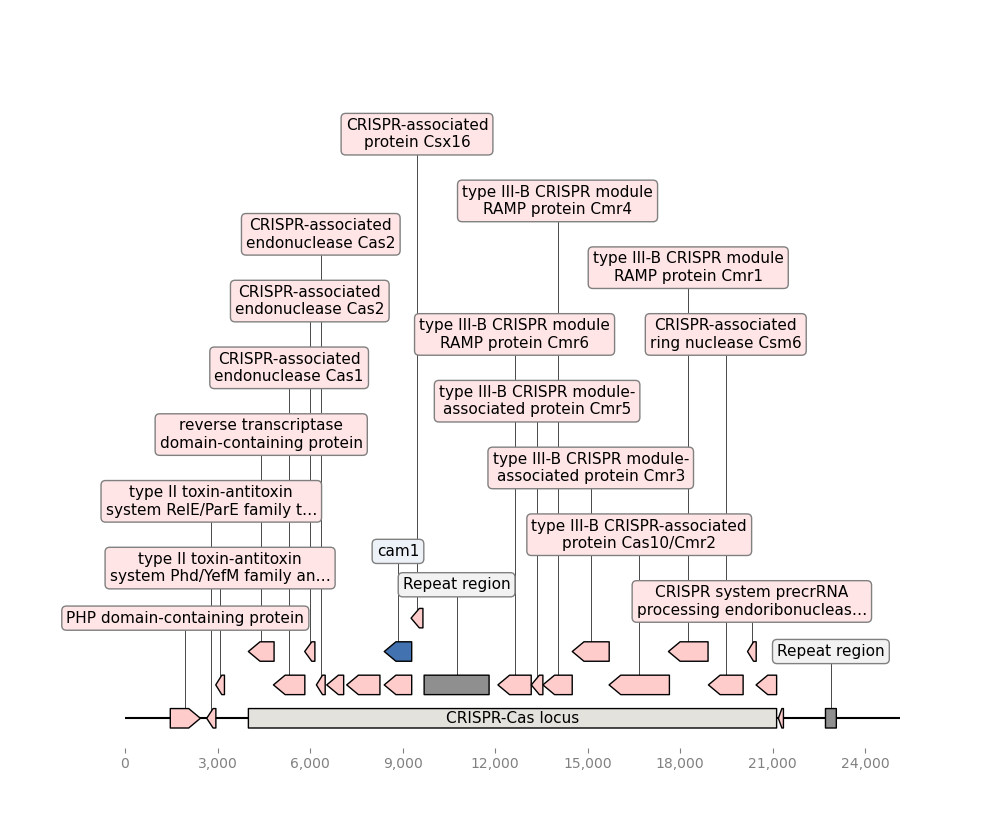 CRISPR-associated
protein Csx16
type III-B CRISPR module
RAMP protein Cmr4
CRISPR-associated
endonuclease Cas2
type III-B CRISPR module
RAMP protein Cmr1
CRISPR-associated
endonuclease Cas2
type III-B CRISPR module
RAMP protein Cmr6
CRISPR-associated
ring nuclease Csm6
CRISPR-associated
endonuclease Cas1
type III-B CRISPR module-
associated protein Cmr5
reverse transcriptase
domain-containing protein
type III-B CRISPR module-
associated protein Cmr3
type II toxin-antitoxin
system RelE/ParE family t...
type III-B CRISPR-associated
protein Cas10/Cmr2
cam1
type II toxin-antitoxin
system Phd/YefM family an...
Repeat region
CRISPR system precrRNA
processing endoribonucleas...
PHP domain-containing protein
Repeat region
CRISPR-Cas locus
0
3,000
6,000
9,000
12,000
15,000
18,000
21,000
24,000